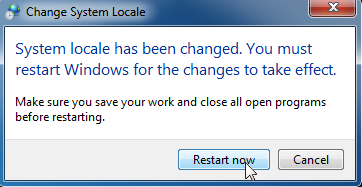 Change System Locale
System locale has been changed. You must
restart Windows for the changes to take effect.
Make sure you save your work and close all open programs
before restarting.
Restart now
Cancel